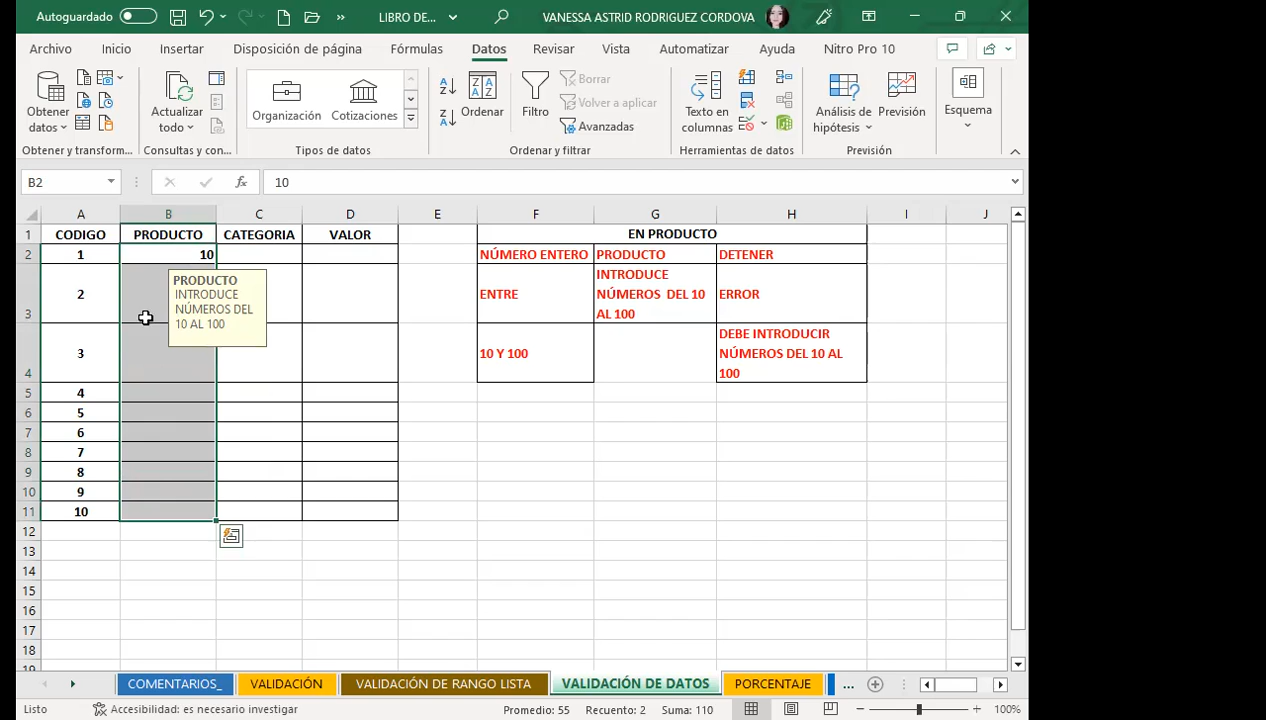 Autoguardado
LIBRO DE...
VANESSA ASTRID RODRIGUEZ CORDOVA
Archivo Inicio Insertar Disposición de página Fórmulas Datos Revisar Vista Automatizar Ayuda Nitro Pro 10
Obtener datos
Actualizar todo
Organización
Cotizaciones
Ordenar
Filtro
Borrar
Volver a aplicar
Avanzadas
Texto en columnas
Análisis de hipótesis
Previsión
Esquema
Obtener y transform...
Consultas y con...
Tipos de datos
Ordenar y filtrar
Herramientas de datos
Previsión
B2
fx
10
A B C D E F G H I J
1 CODIGO PRODUCTO CATEGORIA VALOR EN PRODUCTO
2 1 10 NÚMERO ENTERO PRODUCTO DETENER
3 2 ENTRE
INTRODUCE
NÚMEROS DEL 10
AL 100
ERROR
PRODUCTO
INTRODUCE
NÚMEROS DEL
10 AL 100
4 3 10 Y 100
DEBE INTRODUCIR
NÚMEROS DEL 10 AL
100
5 4
6 5
7 6
8 7
9 8
10 9
11 10
12
13
14
15
16
17
18
19
COMENTARIOS_ VALIDACIÓN VALIDACIÓN DE RANGO LISTA VALIDACIÓN DE DATOS PORCENTAJE ...
Listo Accesibilidad: es necesario investigar Promedio: 55 Recuento: 2 Suma: 110 100%